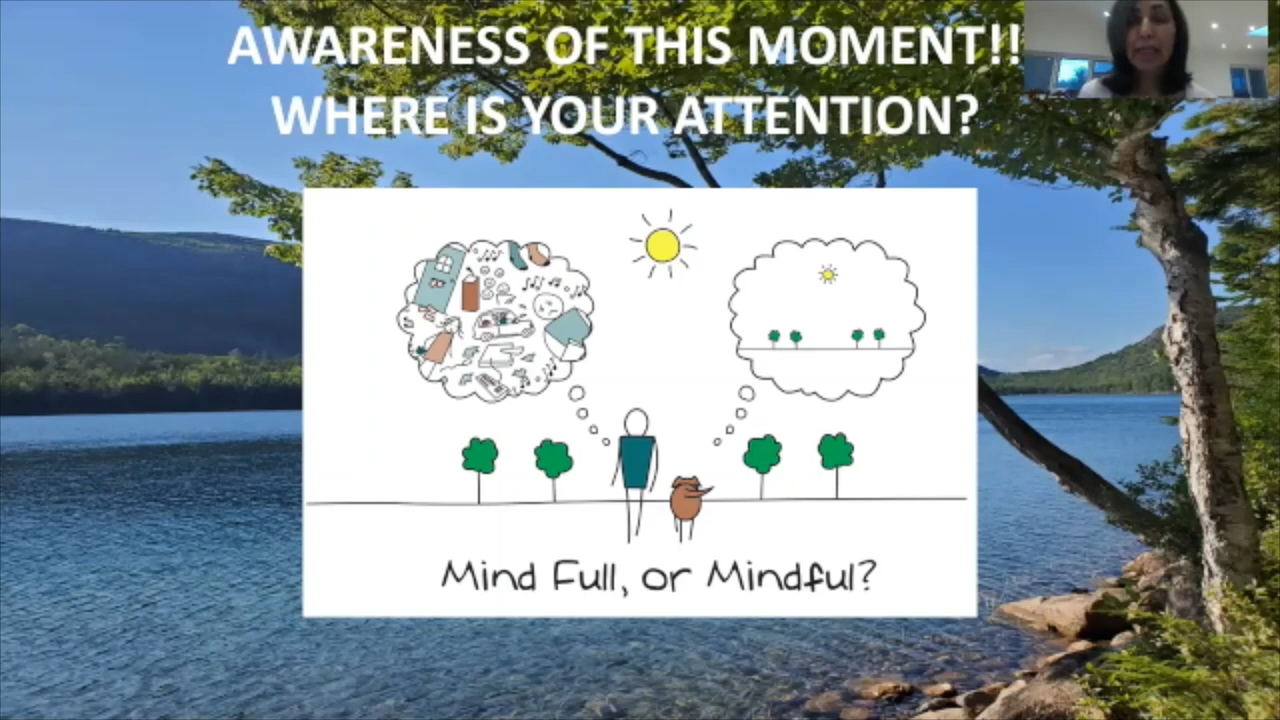 AWARENESS OF THIS MOMENT!!
WHERE IS YOUR ATTENTION?
Mind Full, or Mindful?